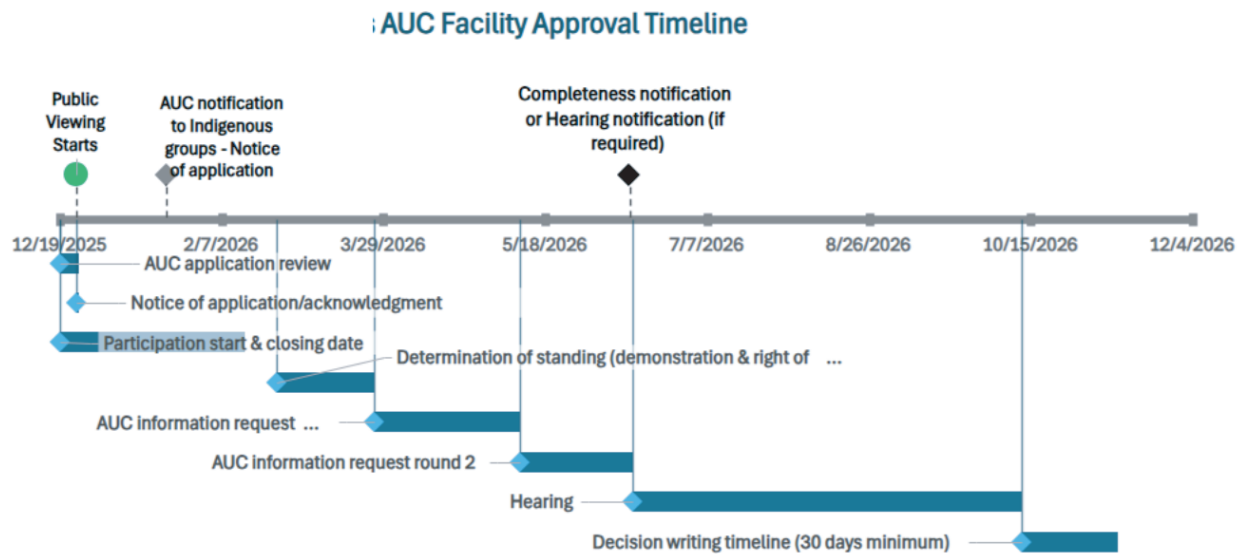 AUC Facility Approval Timeline
Public
Viewing
Starts
AUC notification
to Indigenous
groups - Notice
of application
Completeness notification
or Hearing notification (if
required)
12/19/2025 2/7/2026 3/29/2026 5/18/2026 7/7/2026 8/26/2026 10/15/2026 12/4/2026
AUC application review
Notice of application/acknowledgment
Participation start & closing date
Determination of standing (demonstration & right of ...
AUC information request ...
AUC information request round 2
Hearing
Decision writing timeline (30 days minimum)